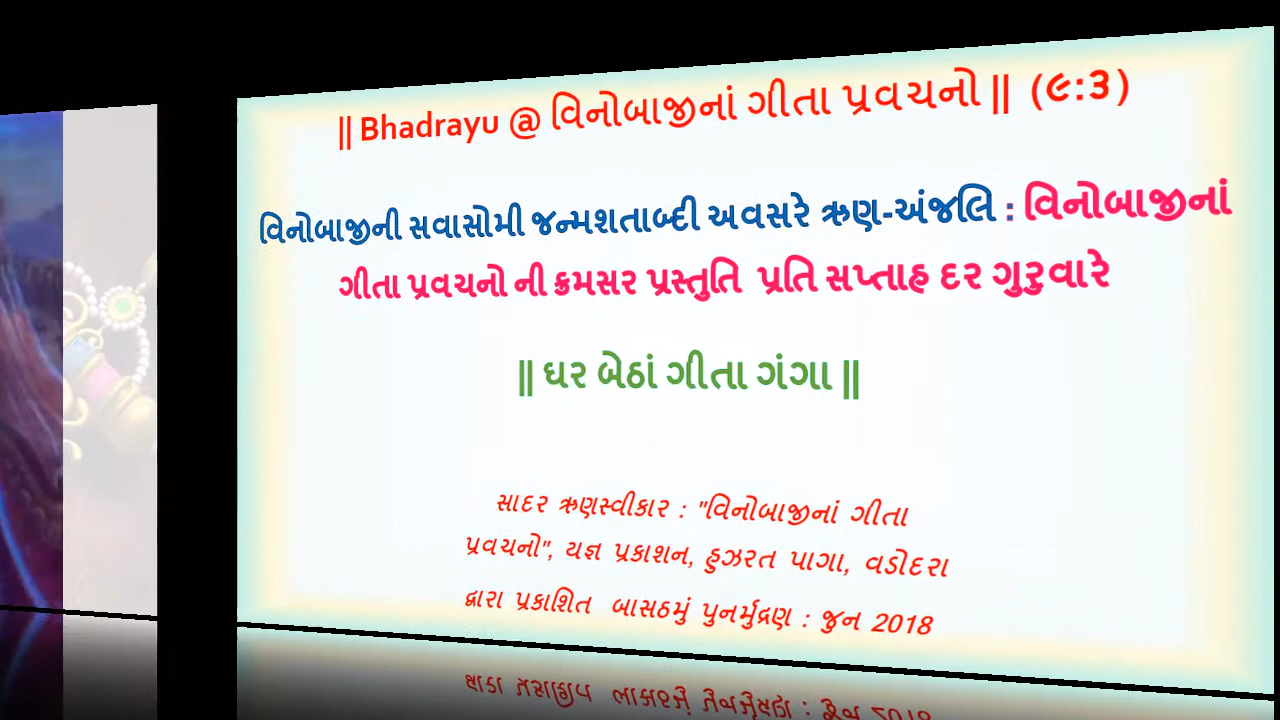 || Bhadrayu @ વિનોબાજીનાં ગીતા પ્રવચનો || (૯:૩)
વિનોબાજીની સવાસોમી જન્મશતાબ્દી અવસરે ઋણ-અંજલિ : વિનોબાજીનાં
ગીતા પ્રવચનો ની ક્રમસર પ્રસ્તુતિ પ્રતિ સપ્તાહ દર ગુરુવારે
|| ઘર બેઠાં ગીતા ગંગા ||
સાદર ઋણસ્વીકાર : "વિનોબાજીનાં ગીતા
પ્રવચનો", યજ્ઞ પ્રકાશન, હુઝરત પાગા, વડોદરા
દ્વારા પ્રકાશિત બાસઠમું પુનર્મુદ્રણ : જુન 2018